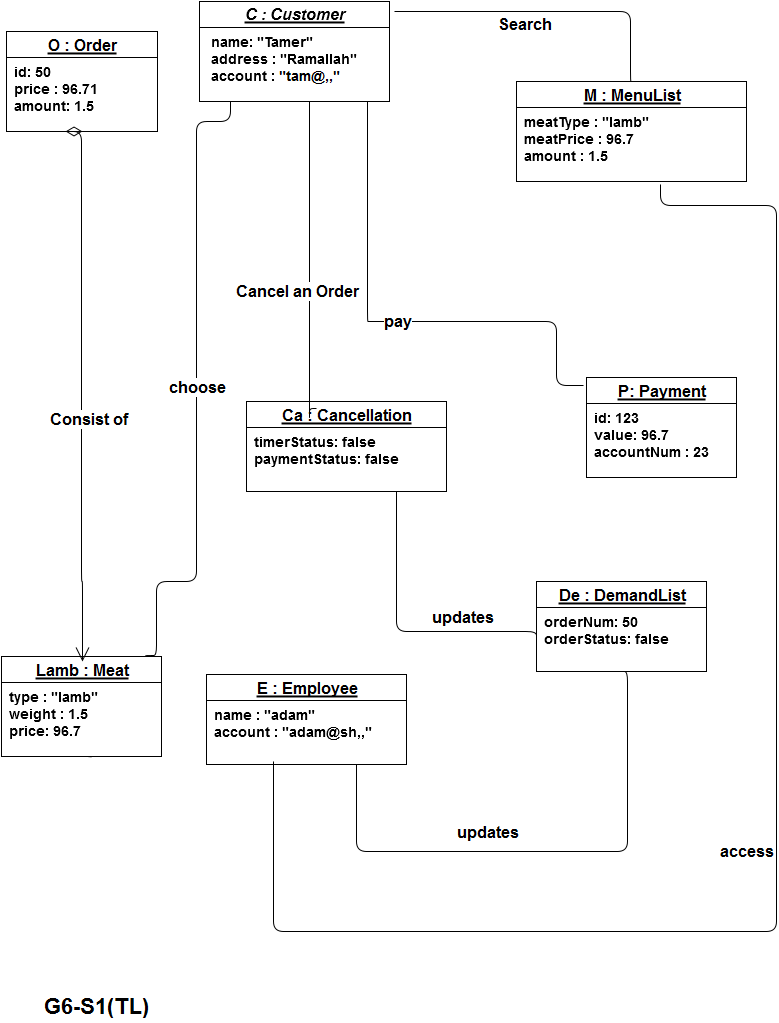 C : Customer
name: "Tamer"
address : "Ramallah"
account : "tam@,,"
Search
O : Order
id: 50
price : 96.71
amount: 1.5
M : MenuList
meatType : "lamb"
meatPrice : 96.7
amount : 1.5
Cancel an Order
pay
choose
Consist of
P: Payment
id: 123
value: 96.7
accountNum : 23
Ca : Cancellation
timerStatus: false
paymentStatus: false
De : DemandList
orderNum: 50
orderStatus: false
updates
Lamb : Meat
type : "lamb"
weight : 1.5
price: 96.7
E : Employee
name : "adam"
account : "adam@sh,,"
updates
access
G6-S1(TL)